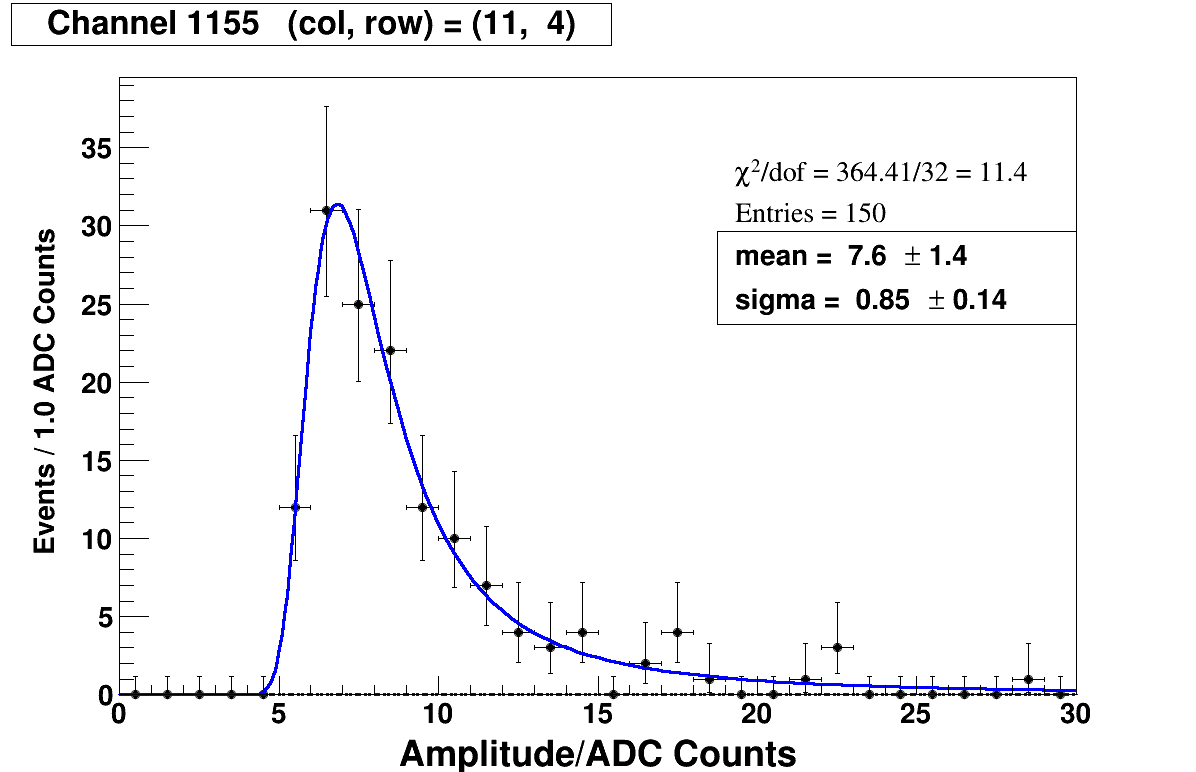 Channel 1155 (col, row) = (11, 4)
χ²/dof = 364.41/32 = 11.4
Entries = 150
mean = 7.6 ± 1.4
sigma = 0.85 ± 0.14
Events / 1.0 ADC Counts
35
30
25
20
15
10
5
0
0 5 10 15 20 25 30
Amplitude/ADC Counts